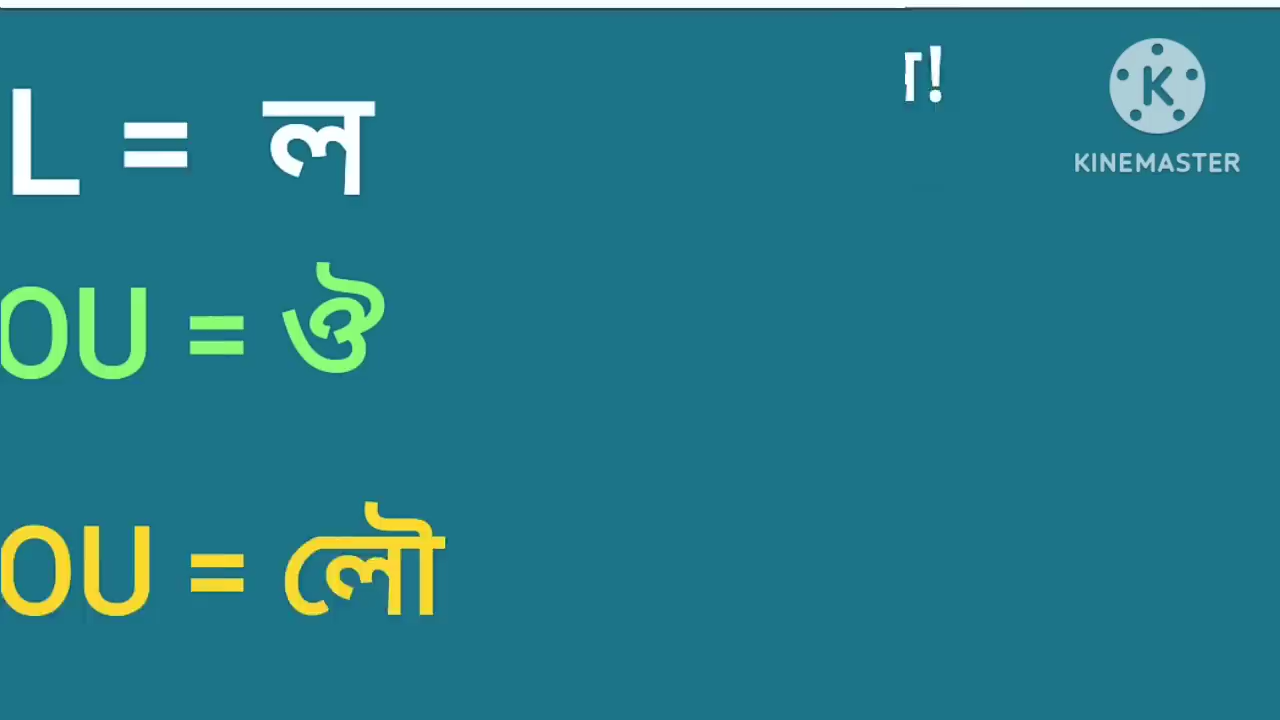 L = ল
OU = ঔ
OU = লৌ
KINEMASTER